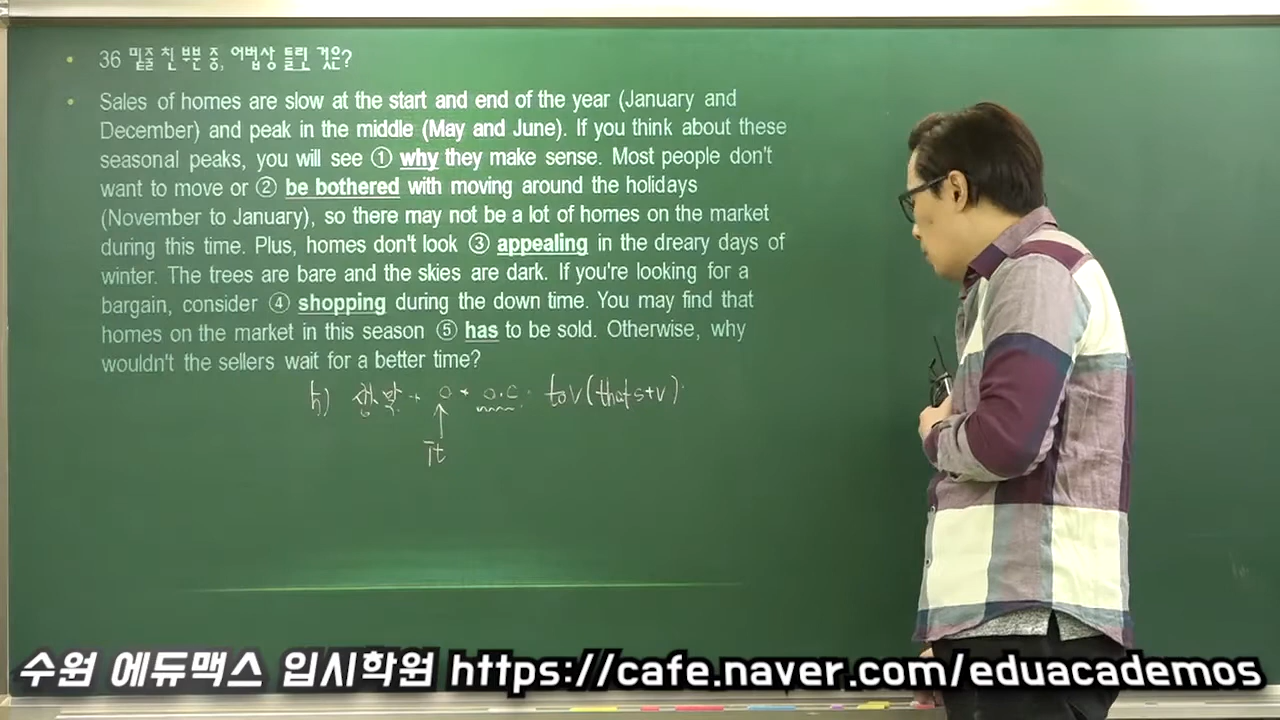 • 36 밑줄 친 부분 중, 어법상 틀린 것은?
• Sales of homes are slow at the start and end of the year (January and
December) and peak in the middle (May and June). If you think about these
seasonal peaks, you will see ① why they make sense. Most people don't
want to move or ② be bothered with moving around the holidays
(November to January), so there may not be a lot of homes on the market
during this time. Plus, homes don't look ③ appealing in the dreary days of
winter. The trees are bare and the skies are dark. If you're looking for a
bargain, consider ④ shopping during the down time. You may find that
homes on the market in this season ⑤ has to be sold. Otherwise, why
wouldn't the sellers wait for a better time?
생각 + O + O.C. to V (that s+v)
it
수원 에듀맥스 입시학원 https://cafe.naver.com/eduacademos